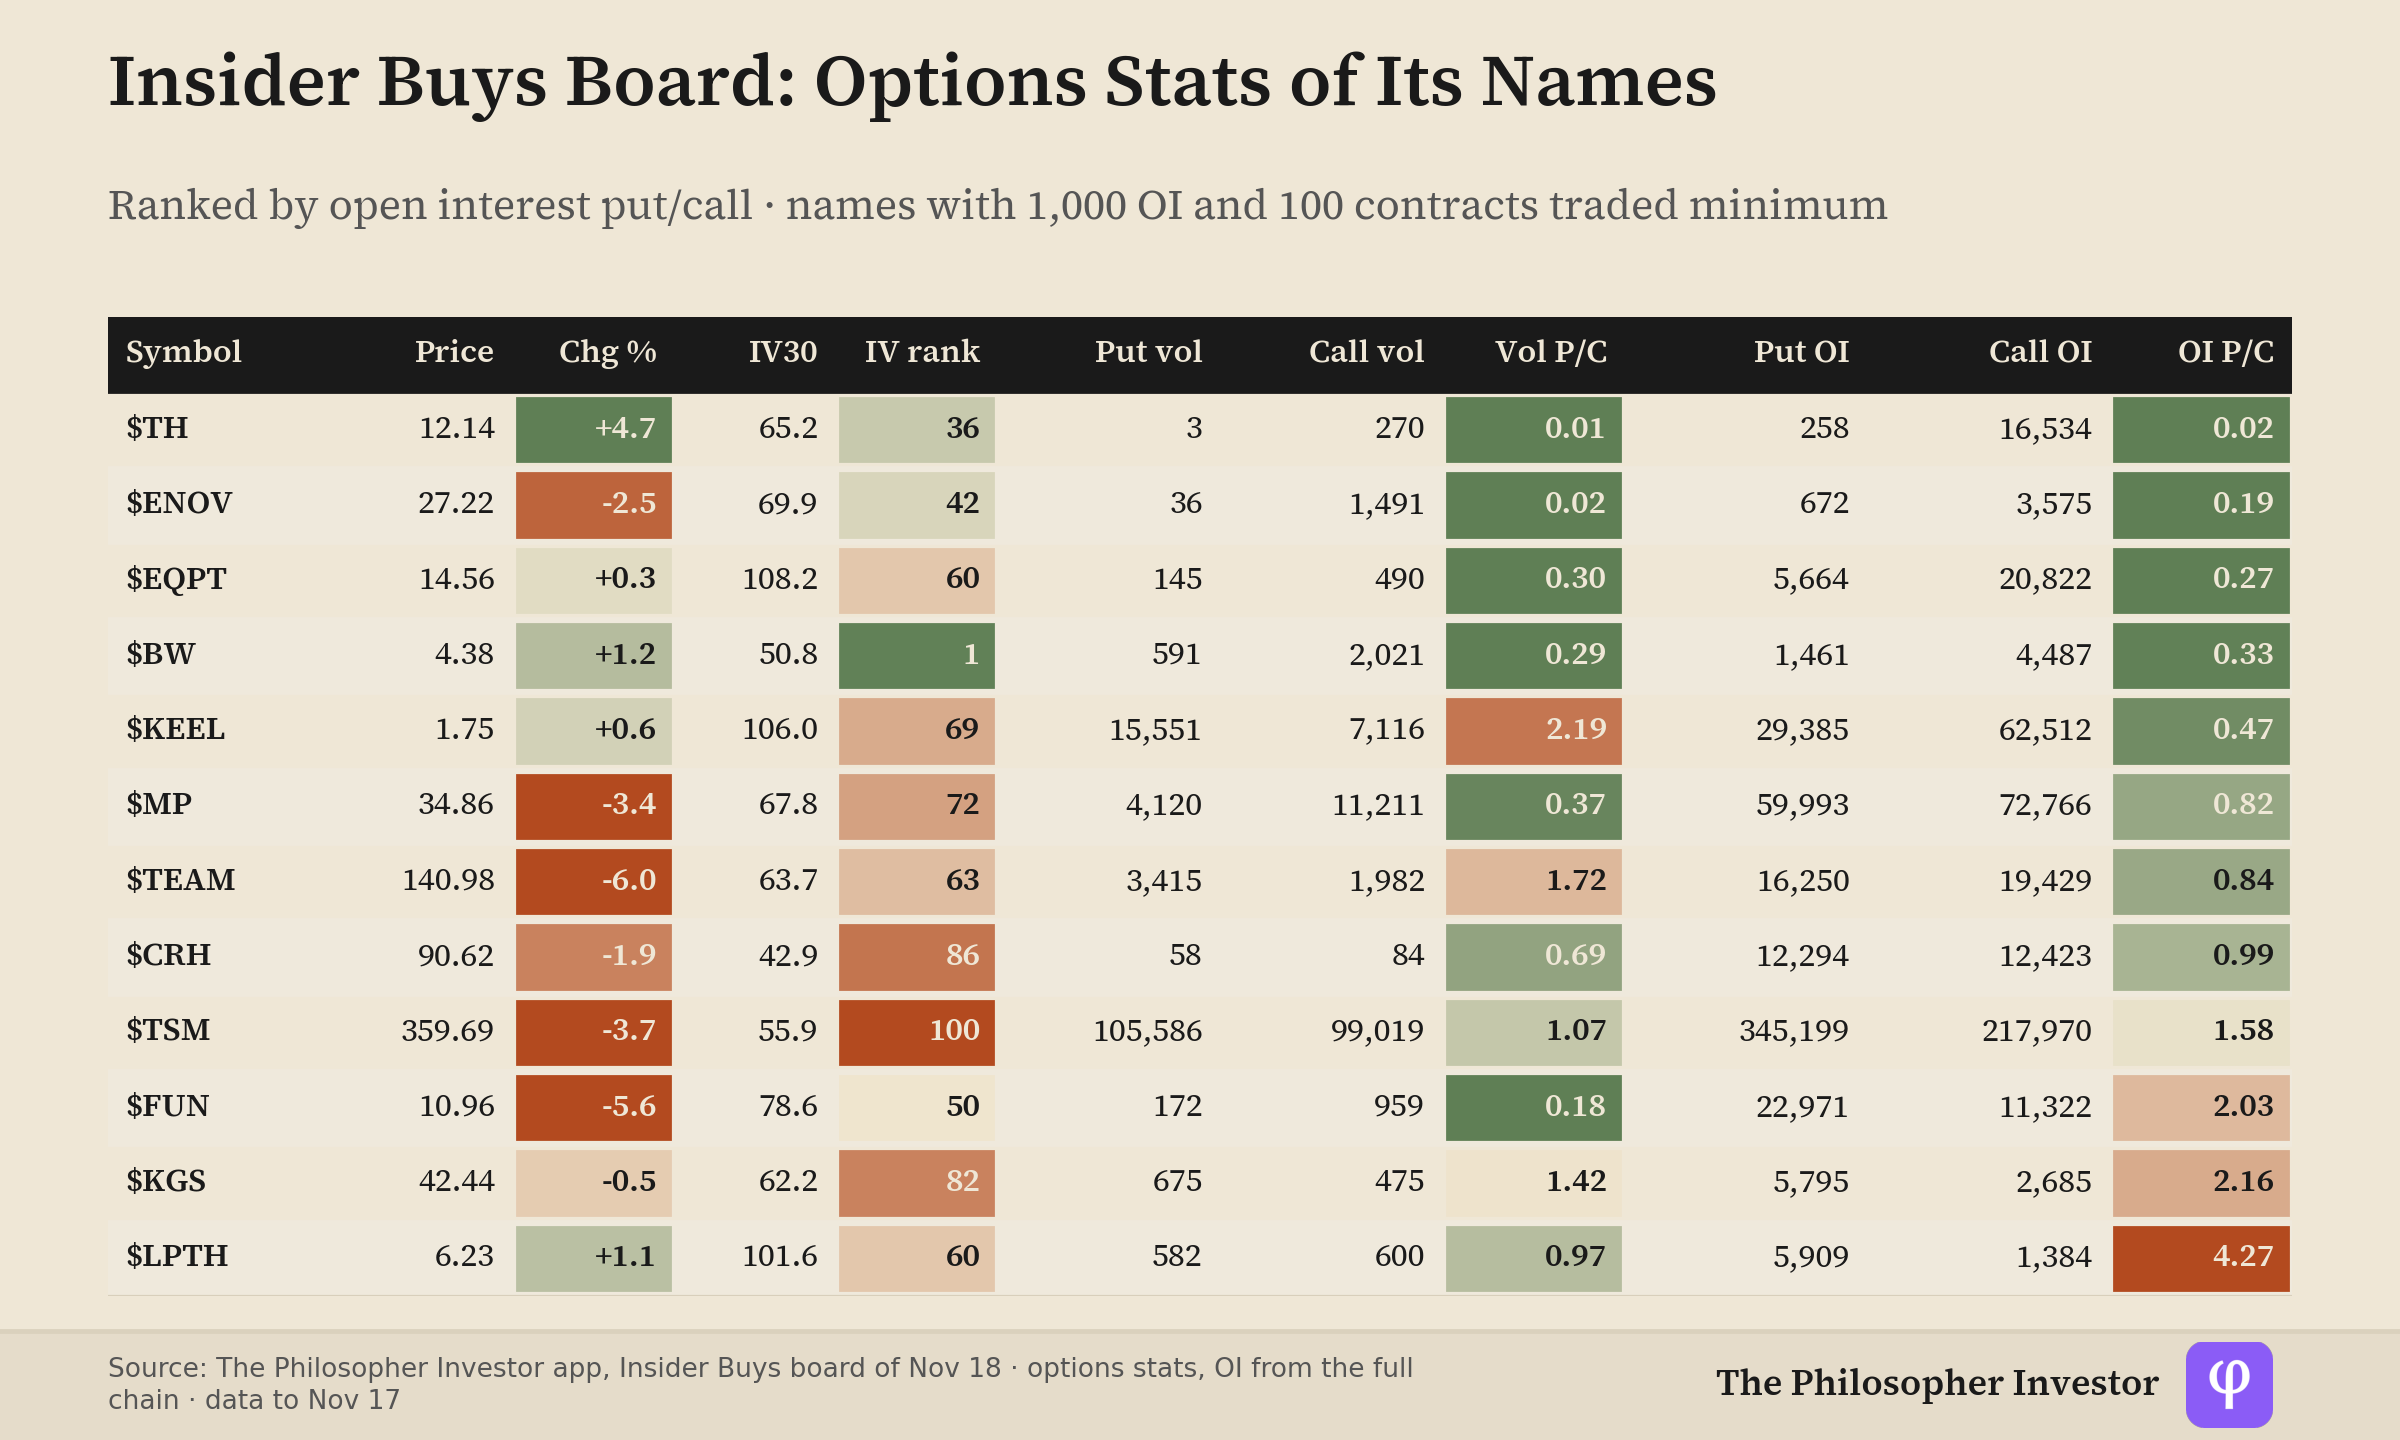 Insider Buys Board: Options Stats of Its Names
Ranked by open interest put/call · names with 1,000 OI and 100 contracts traded minimum
Symbol Price Chg % IV30 IV rank Put vol Call vol Vol P/C Put OI Call OI OI P/C
$TH 12.14 +4.7 65.2 36 3 270 0.01 258 16,534 0.02
$ENOV 27.22 -2.5 69.9 42 36 1,491 0.02 672 3,575 0.19
$EQPT 14.56 +0.3 108.2 60 145 490 0.30 5,664 20,822 0.27
$BW 4.38 +1.2 50.8 1 591 2,021 0.29 1,461 4,487 0.33
$KEEL 1.75 +0.6 106.0 69 15,551 7,116 2.19 29,385 62,512 0.47
$MP 34.86 -3.4 67.8 72 4,120 11,211 0.37 59,993 72,766 0.82
$TEAM 140.98 -6.0 63.7 63 3,415 1,982 1.72 16,250 19,429 0.84
$CRH 90.62 -1.9 42.9 86 58 84 0.69 12,294 12,423 0.99
$TSM 359.69 -3.7 55.9 100 105,586 99,019 1.07 345,199 217,970 1.58
$FUN 10.96 -5.6 78.6 50 172 959 0.18 22,971 11,322 2.03
$KGS 42.44 -0.5 62.2 82 675 475 1.42 5,795 2,685 2.16
$LPTH 6.23 +1.1 101.6 60 582 600 0.97 5,909 1,384 4.27
Source: The Philosopher Investor app, Insider Buys board of Nov 18 · options stats, OI from the full
chain · data to Nov 17
The Philosopher Investor φ